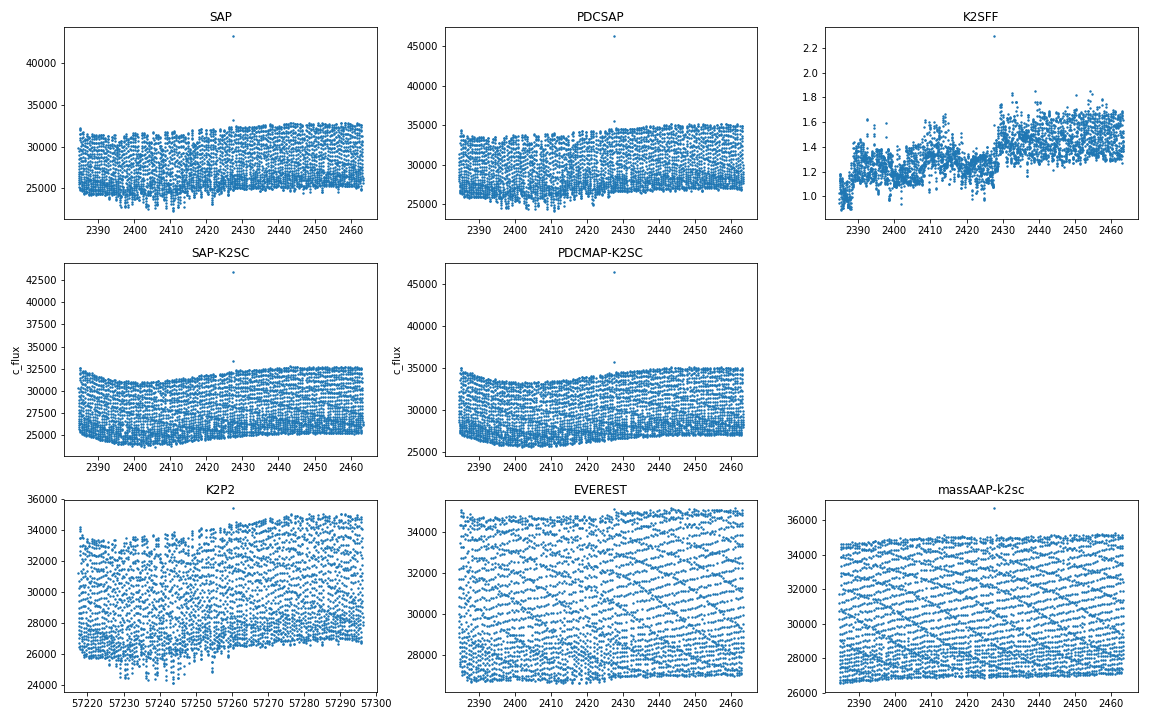 SAP
40000
35000
30000
25000
2390 2400 2410 2420 2430 2440 2450 2460
PDCSAP
45000
40000
35000
30000
25000
2390 2400 2410 2420 2430 2440 2450 2460
K2SFF
2.2
2.0
1.8
1.6
1.4
1.2
1.0
2390 2400 2410 2420 2430 2440 2450 2460
SAP-K2SC
c_flux
42500
40000
37500
35000
32500
30000
27500
25000
2390 2400 2410 2420 2430 2440 2450 2460
PDCMAP-K2SC
c_flux
45000
40000
35000
30000
25000
2390 2400 2410 2420 2430 2440 2450 2460
K2P2
36000
34000
32000
30000
28000
26000
24000
57220 57230 57240 57250 57260 57270 57280 57290 57300
EVEREST
34000
32000
30000
28000
2390 2400 2410 2420 2430 2440 2450 2460
massAAP-k2sc
36000
34000
32000
30000
28000
26000
2390 2400 2410 2420 2430 2440 2450 2460